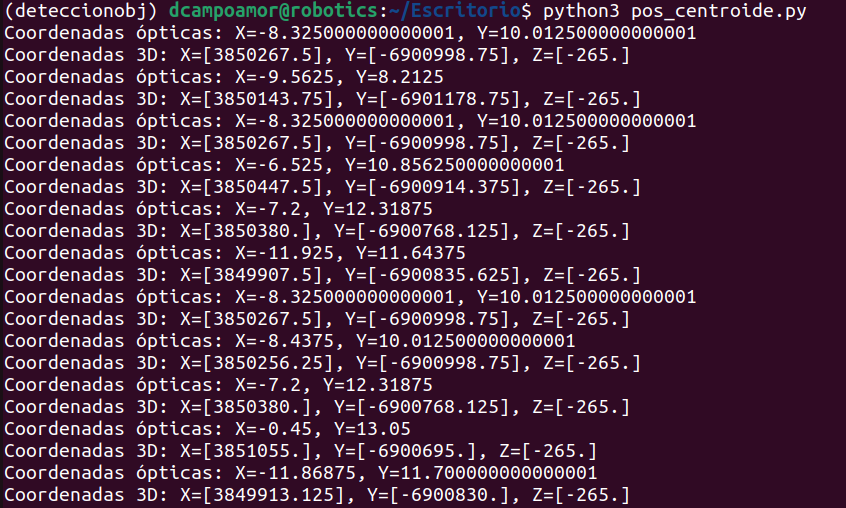 (deteccionobj) dcampoamor@robotics:~/Escritorio$ python3 pos_centroide.py
Coordenadas ópticas: X=-8.325000000000001, Y=10.012500000000001
Coordenadas 3D: X=[3850267.5], Y=[-6900998.75], Z=[-265.]
Coordenadas ópticas: X=-9.5625, Y=8.2125
Coordenadas 3D: X=[3850143.75], Y=[-6901178.75], Z=[-265.]
Coordenadas ópticas: X=-8.325000000000001, Y=10.012500000000001
Coordenadas 3D: X=[3850267.5], Y=[-6900998.75], Z=[-265.]
Coordenadas ópticas: X=-6.525, Y=10.856250000000001
Coordenadas 3D: X=[3850447.5], Y=[-6900914.375], Z=[-265.]
Coordenadas ópticas: X=-7.2, Y=12.31875
Coordenadas 3D: X=[3850380.], Y=[-6900768.125], Z=[-265.]
Coordenadas ópticas: X=-11.925, Y=11.64375
Coordenadas 3D: X=[3849907.5], Y=[-6900835.625], Z=[-265.]
Coordenadas ópticas: X=-8.325000000000001, Y=10.012500000000001
Coordenadas 3D: X=[3850267.5], Y=[-6900998.75], Z=[-265.]
Coordenadas ópticas: X=-8.4375, Y=10.012500000000001
Coordenadas 3D: X=[3850256.25], Y=[-6900998.75], Z=[-265.]
Coordenadas ópticas: X=-7.2, Y=12.31875
Coordenadas 3D: X=[3850380.], Y=[-6900768.125], Z=[-265.]
Coordenadas ópticas: X=-0.45, Y=13.05
Coordenadas 3D: X=[3851055.], Y=[-6900695.], Z=[-265.]
Coordenadas ópticas: X=-11.86875, Y=11.700000000000001
Coordenadas 3D: X=[3849913.125], Y=[-6900830.], Z=[-265.]